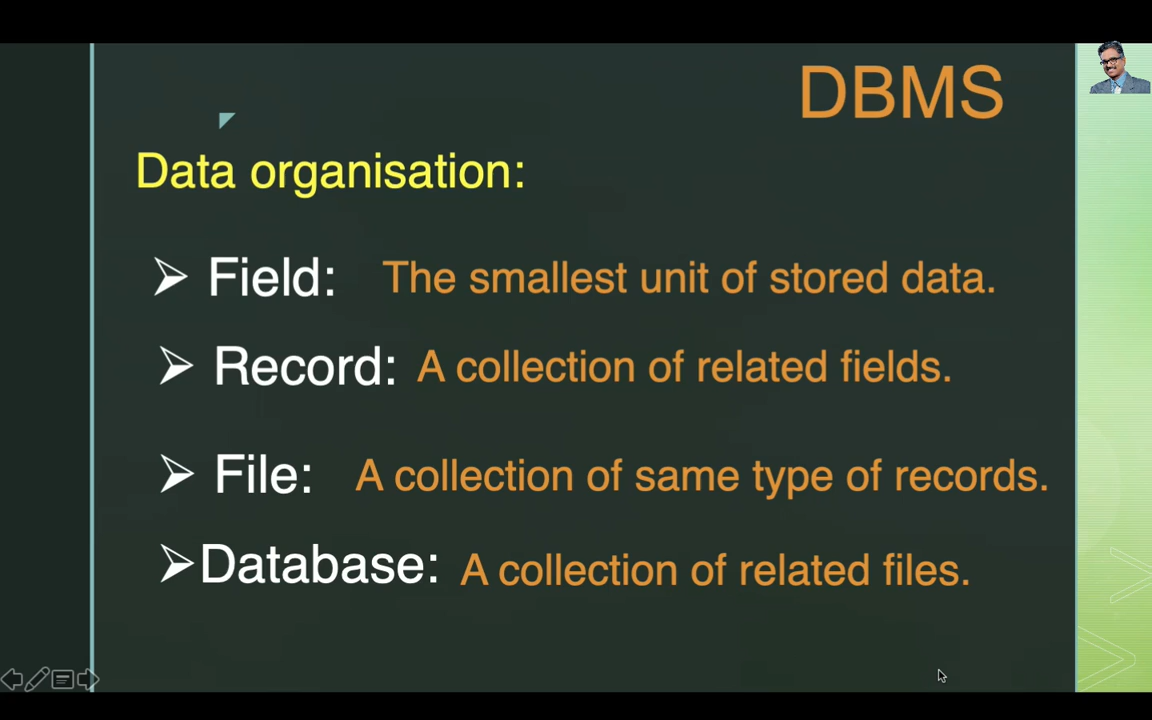 DBMS
Data organisation:
➢ Field: The smallest unit of stored data.
➢ Record: A collection of related fields.
➢ File: A collection of same type of records.
➢Database: A collection of related files.